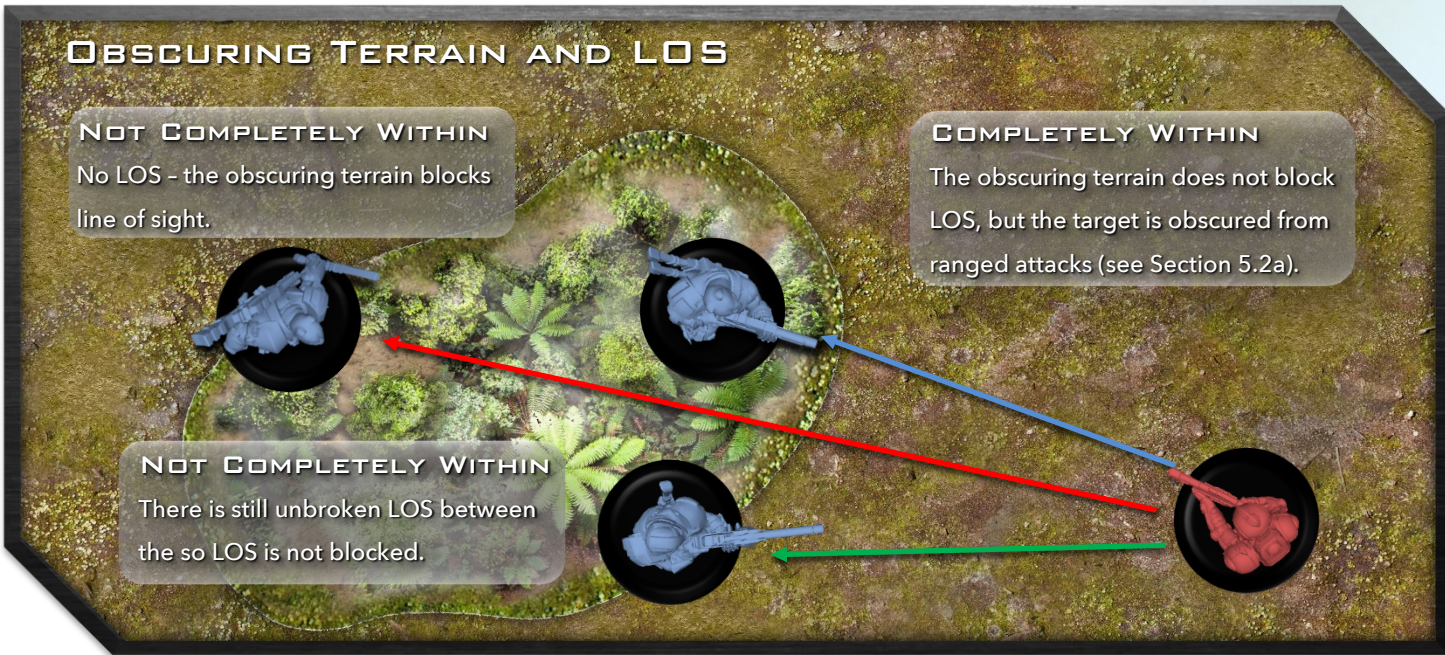 Obscuring Terrain and LOS
Not Completely Within
No LOS – the obscuring terrain blocks
line of sight.
Completely Within
The obscuring terrain does not block
LOS, but the target is obscured from
ranged attacks (see Section 5.2a).
Not Completely Within
There is still unbroken LOS between
the so LOS is not blocked.